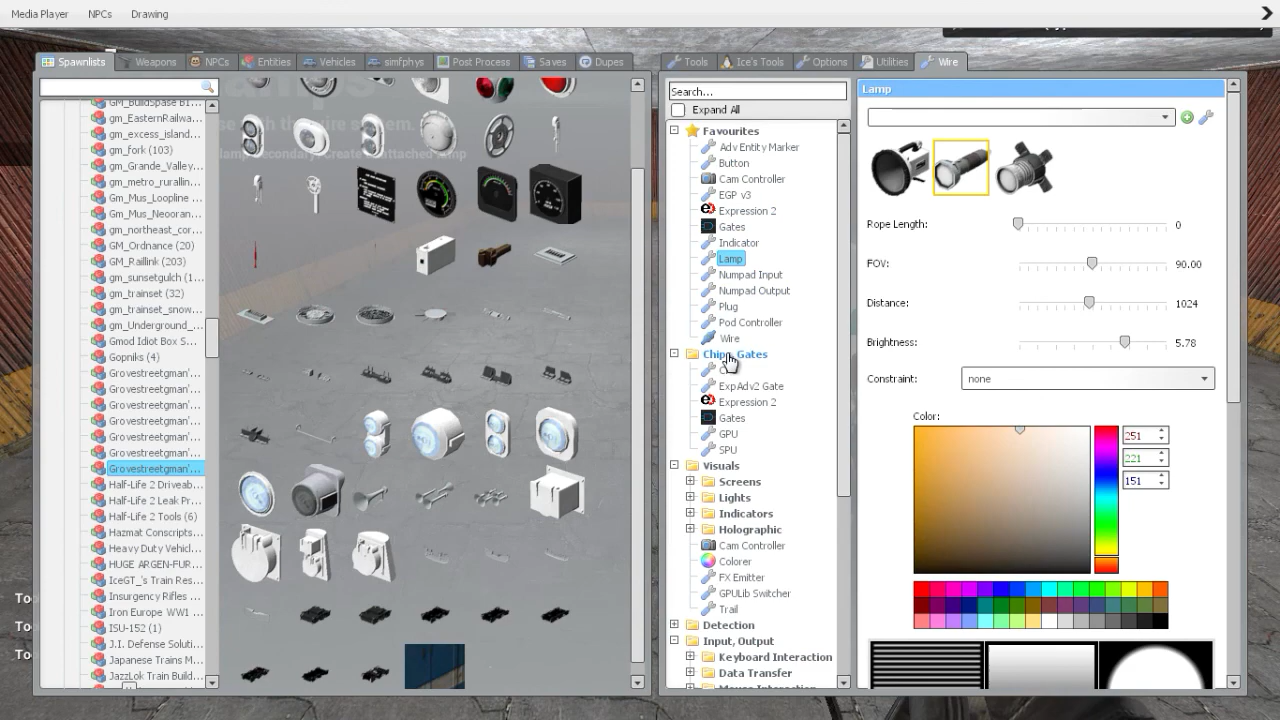 Media Player NPCs Drawing
Spawnlists Weapons NPCs Entities Vehicles simfphys Post Process Saves Dupes
gm_EasternRailwa...
gm_excess_island...
gm_fork (103)
gm_Grande_Valley...
gm_metro_rurallin...
Gm_Mus_Loopline...
Gm_Mus_Neooran...
gm_northeast_cor...
GM_Ordnance (20)
GM_Raillink (203)
gm_sunsetgulch (1...
gm_trainset (32)
gm_trainset_snow...
gm_Underground_...
Gmod Idiot Box S...
Gopniks (4)
Grovestreetgman'...
Grovestreetgman'...
Grovestreetgman'...
Grovestreetgman'...
Grovestreetgman'...
Grovestreetgman'...
Grovestreetgman'...
Half-Life 2 Driveab...
Half-Life 2 Leak Pr...
Half-Life 2 Tools (6)
Hazmat Conscripts...
Heavy Duty Vehicl...
HUGE ARGEN-FUR...
IceGT_'s Train Res...
Insurgency Rifles ...
Iron Europe WW1 ...
ISU-152 (1)
J.I. Defense Soluti...
Japanese Trains M...
JazzLok Train Build...
Tools Ice's Tools Options Utilities Wire
Search...
Expand All
Favourites
Adv Entity Marker
Button
Cam Controller
EGP v3
Expression 2
Gates
Indicator
Lamp
Numpad Input
Numpad Output
Plug
Pod Controller
Wire
Chips, Gates
ExpAdv2 Gate
Expression 2
Gates
GPU
SPU
Visuals
Screens
Lights
Indicators
Holographic
Cam Controller
Colorer
FX Emitter
GPULib Switcher
Trail
Detection
Input, Output
Keyboard Interaction
Data Transfer
Lamp
Rope Length: 0
FOV: 90.00
Distance: 1024
Brightness: 5.78
Constraint: none
Color:
251
221
151